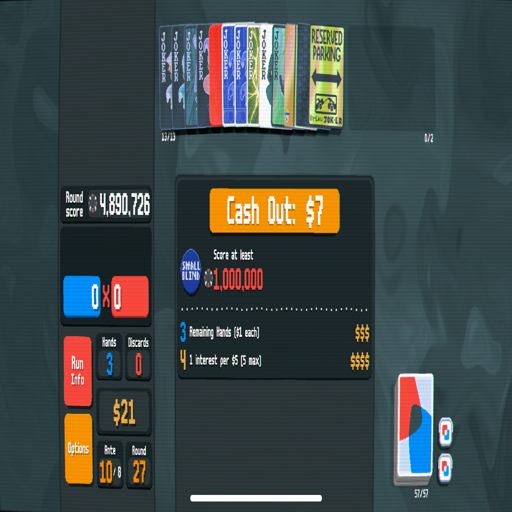 JOKER
JOKER
JOKER
JOKER
JOKER
JOKER
JOKER
RESERVED
PARKING
JOKER
13/13
0/2
Round
score
4,890,726
Cash Out: $7
SMALL
BLIND
Score at least
1,000,000
0 X 0
3 Remaining Hands ($1 each) $$$
4 1 interest per $5 (5 max) $$$$
Run
Info
Hands
3
Discards
0
$21
Options
Ante
10/8
Round
27
57/57